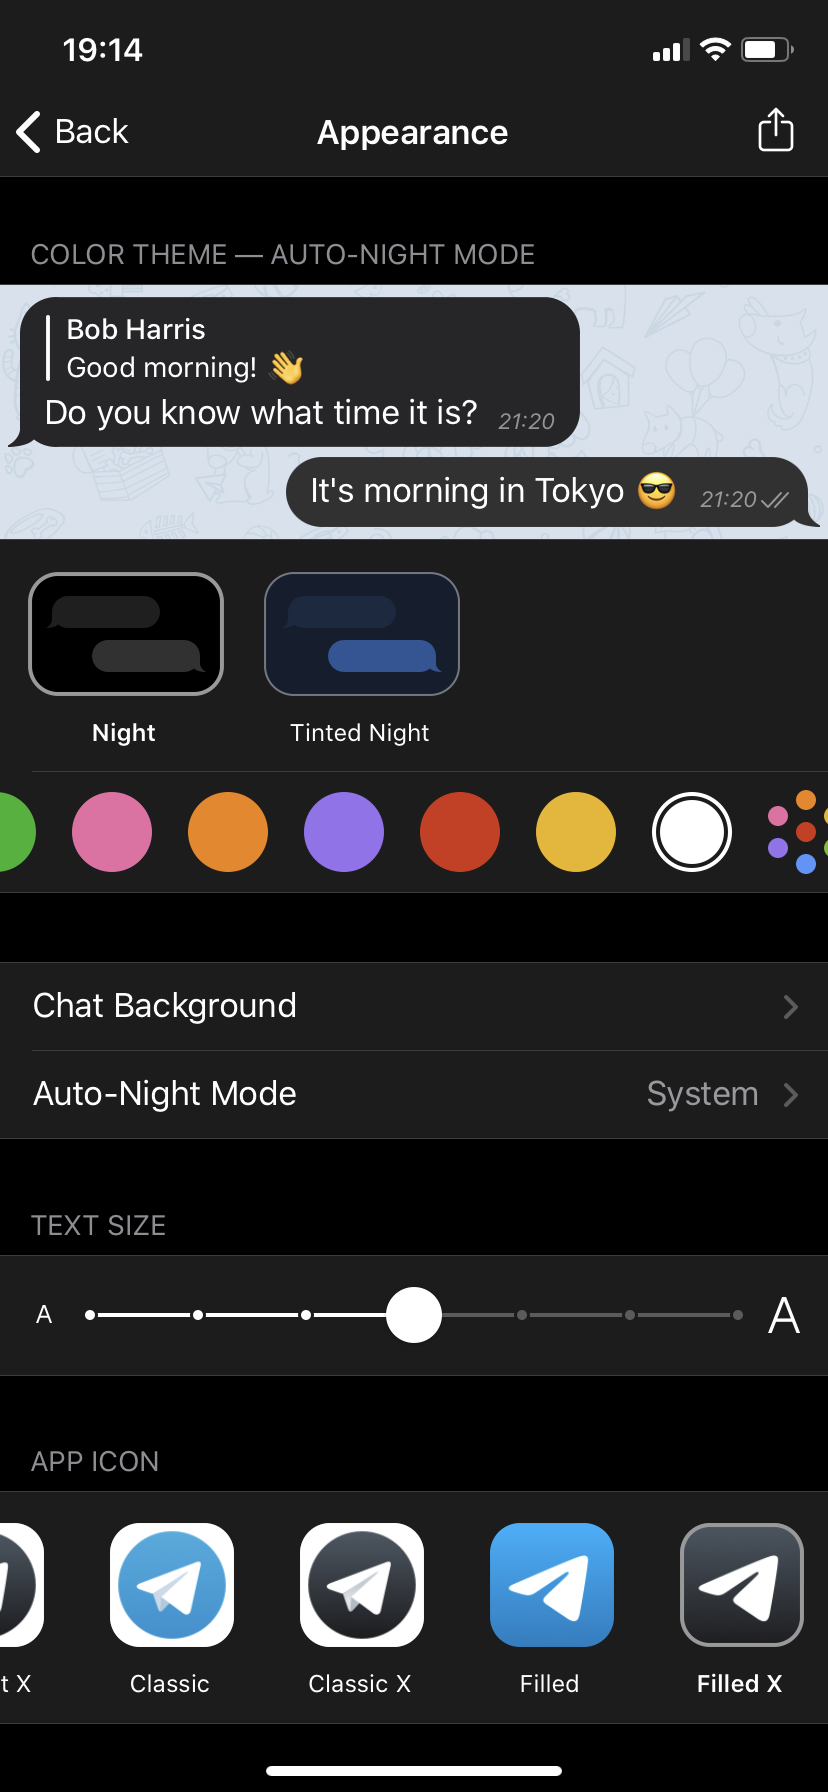 19:14
Back
Appearance
COLOR THEME — AUTO-NIGHT MODE
Bob Harris
Good morning! 👋
Do you know what time it is? 21:20
It's morning in Tokyo 😎 21:20
Night
Tinted Night
Chat Background
Auto-Night Mode System
TEXT SIZE
A A
APP ICON
t X Classic Classic X Filled Filled X